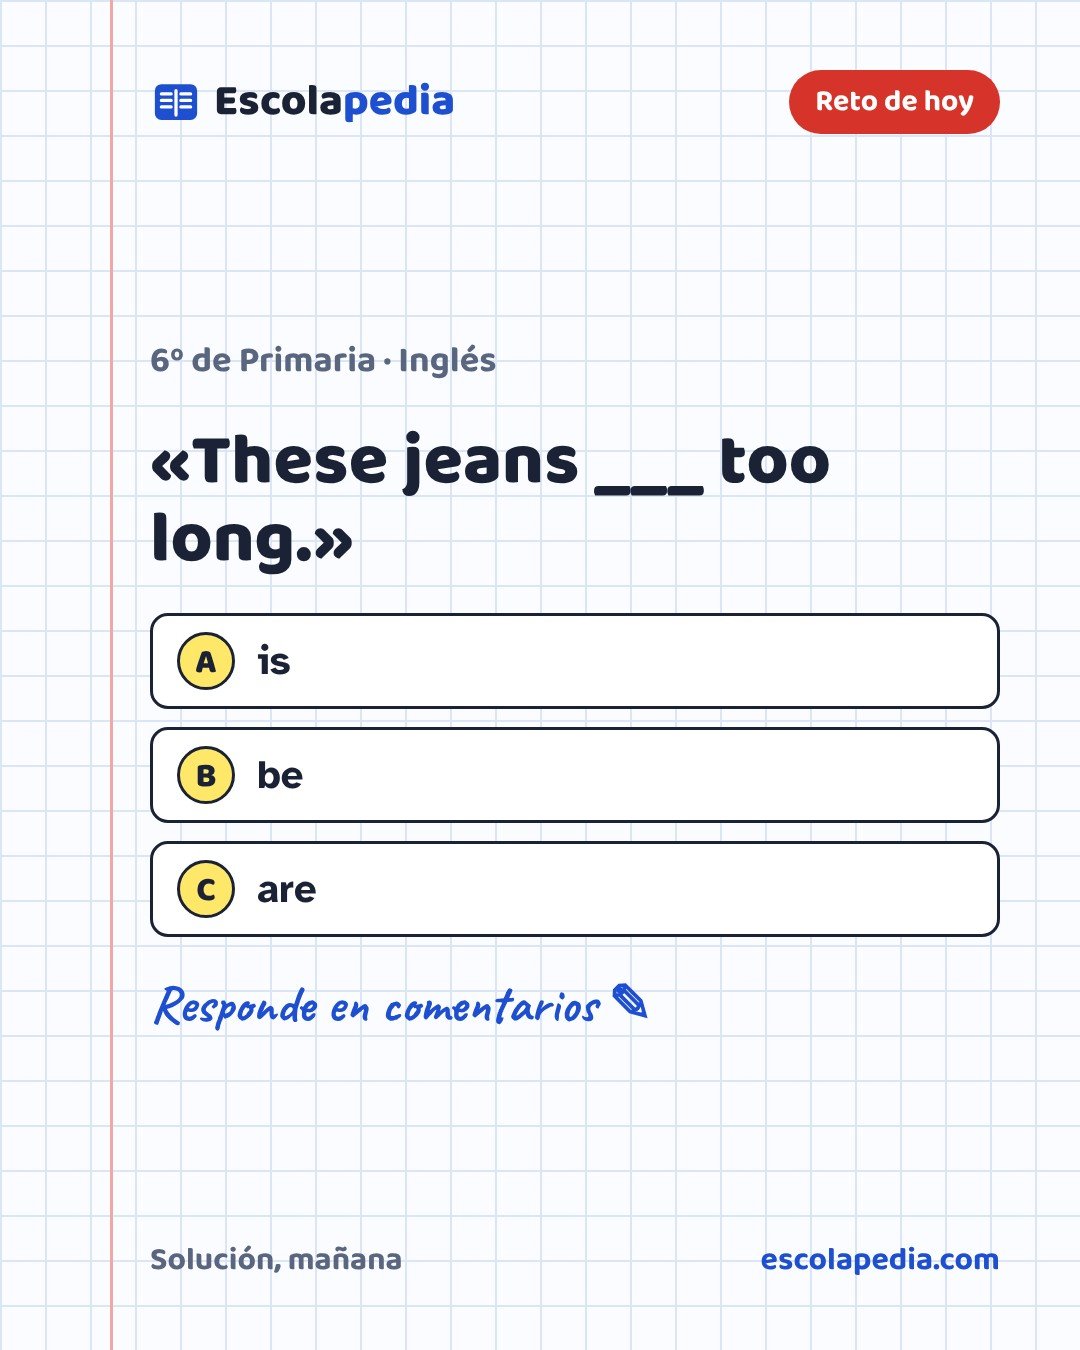 Escolapedia
Reto de hoy
6º de Primaria · Inglés
«These jeans ___ too
long.»
A is
B be
C are
Responde en comentarios ✎
Solución, mañana
escolapedia.com